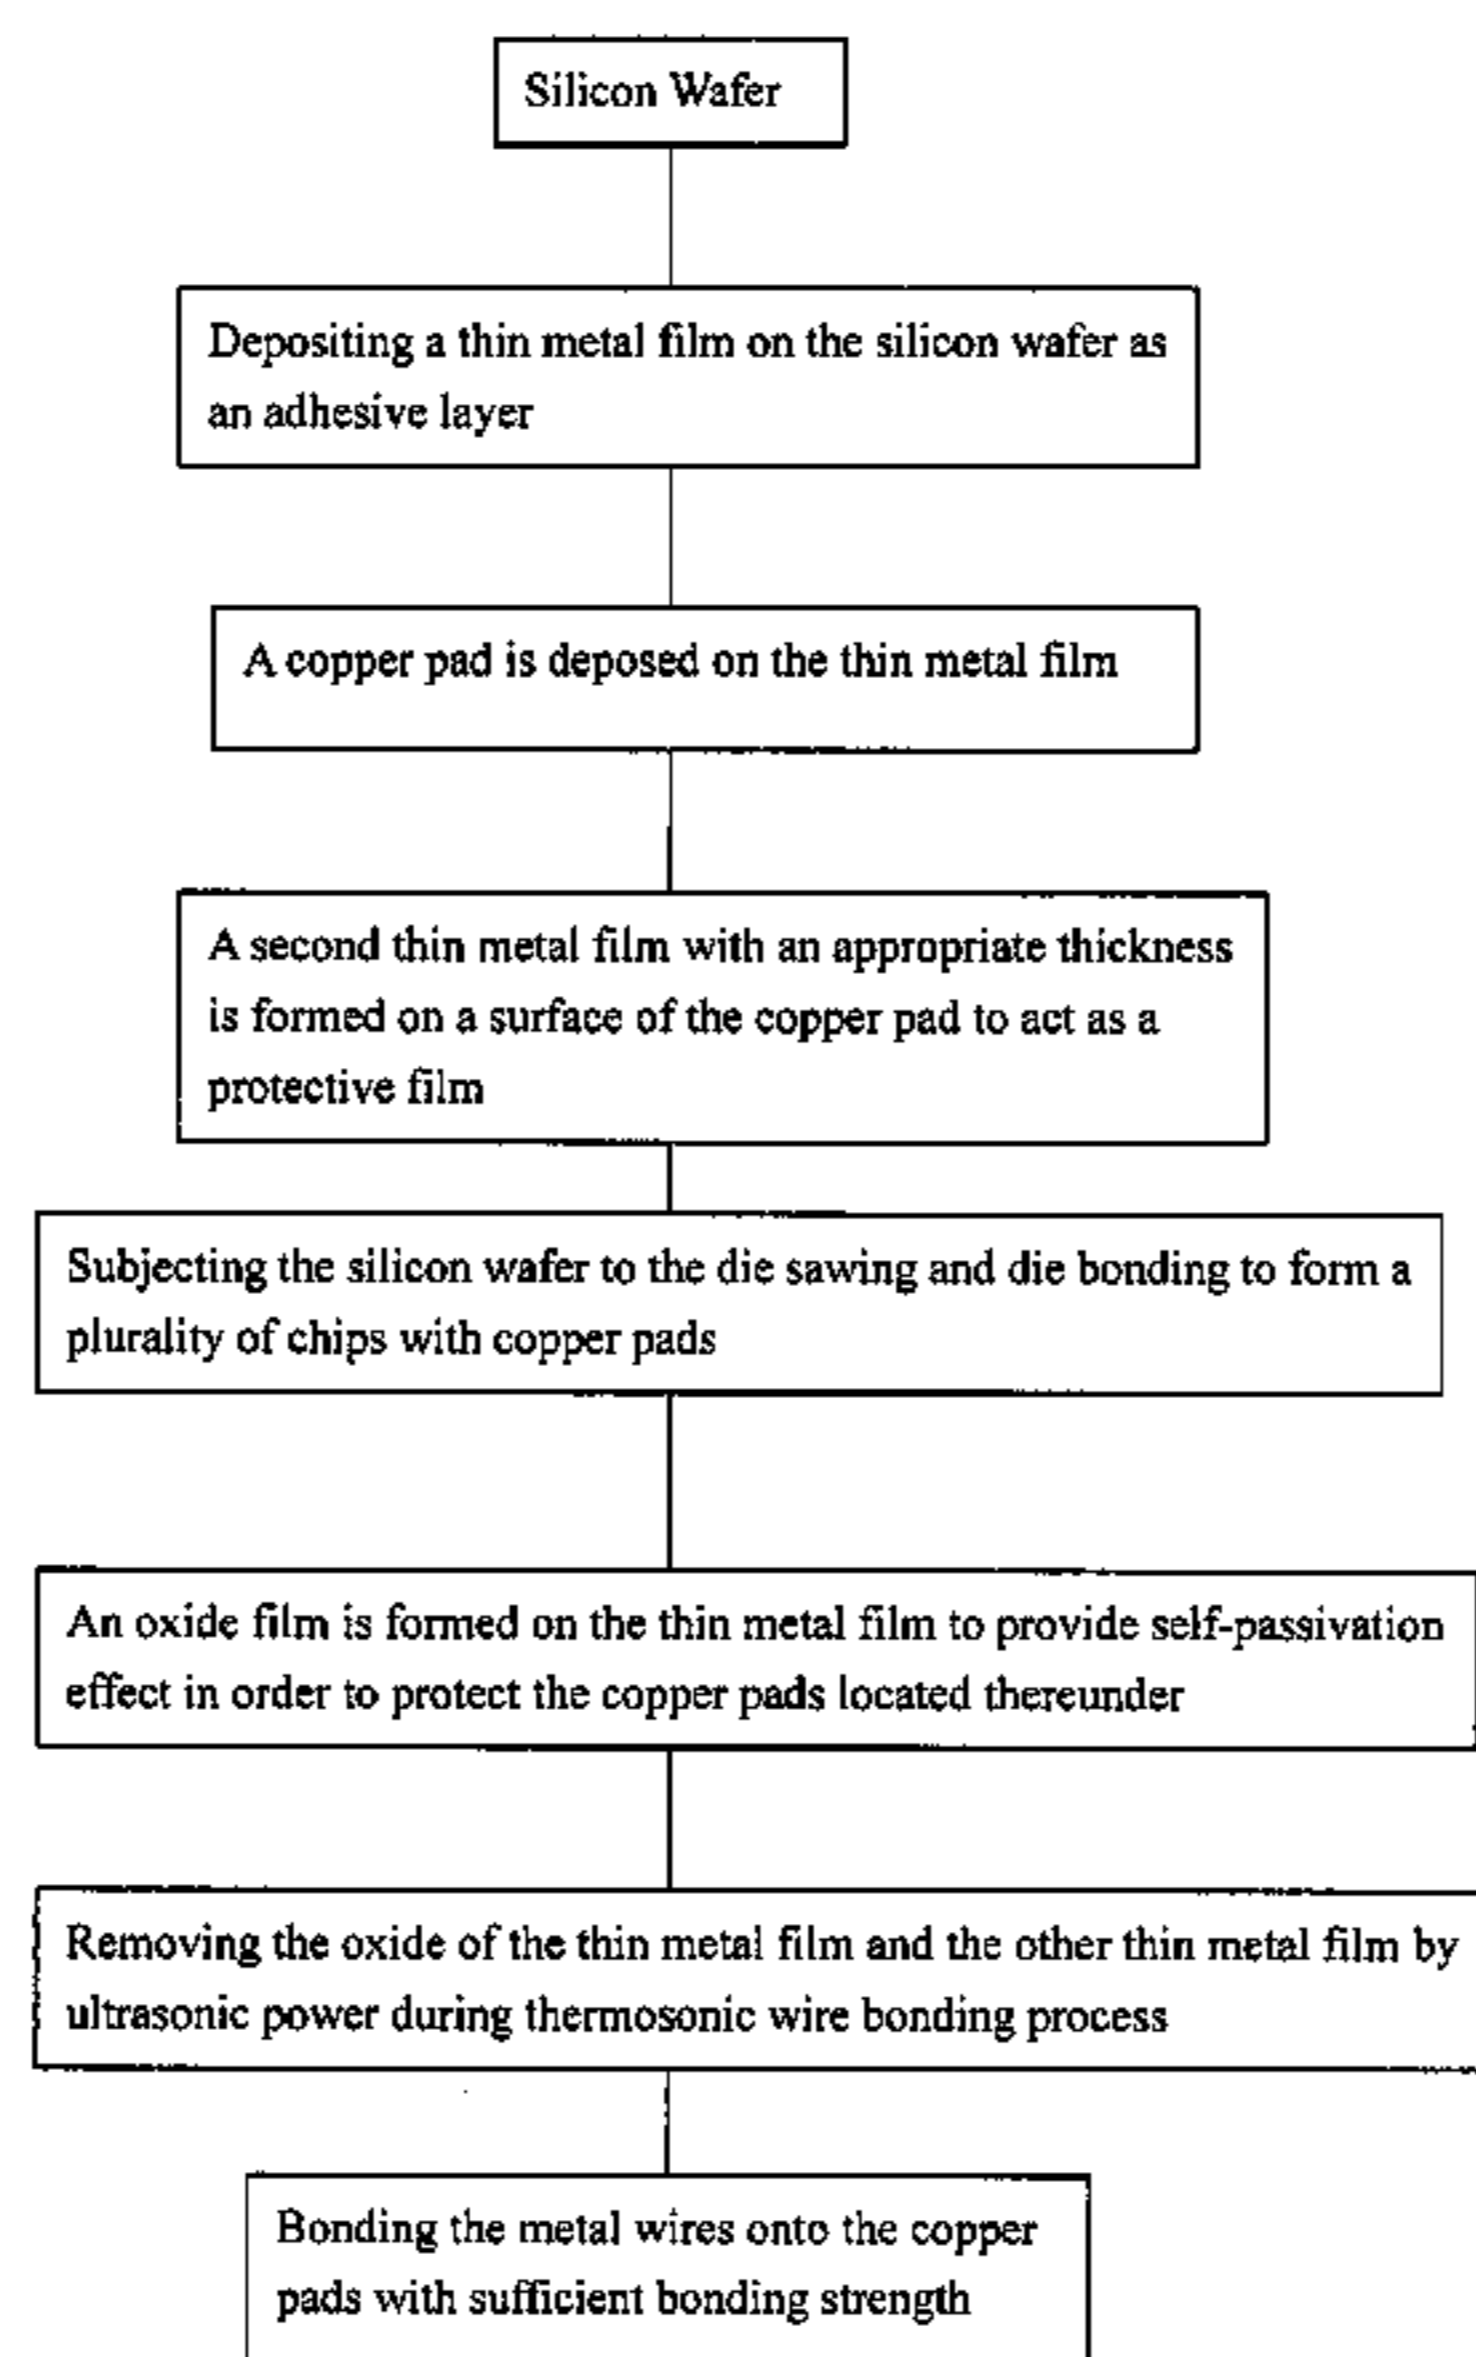 Silicon Wafer
Depositing a thin metal film on the silicon wafer as
an adhesive layer
A copper pad is deposed on the thin metal film
A second thin metal film with an appropriate thickness
is formed on a surface of the copper pad to act as a
protective film
Subjecting the silicon wafer to the die sawing and die bonding to form a
plurality of chips with copper pads
An oxide film is formed on the thin metal film to provide self-passivation
effect in order to protect the copper pads located thereunder
Removing the oxide of the thin metal film and the other thin metal film by
ultrasonic power during thermosonic wire bonding process
Bonding the metal wires onto the copper
pads with sufficient bonding strength